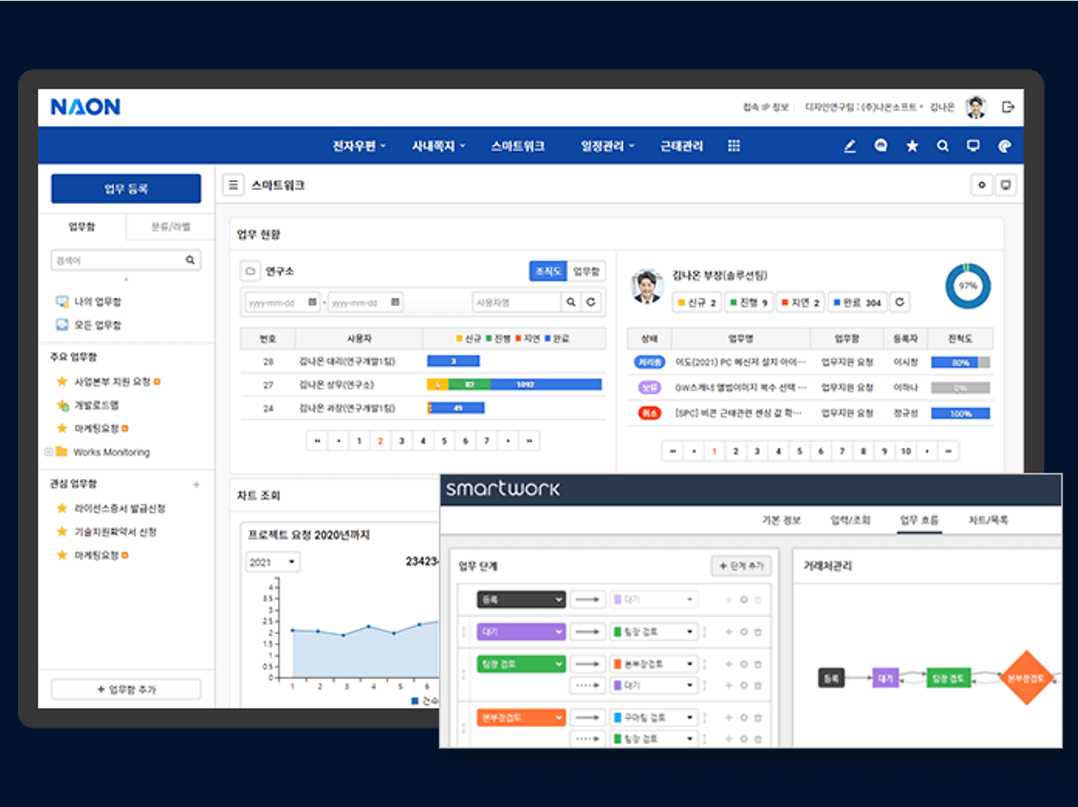 NAON
접속 IP 정보 디자인연구팀 : (주)나온소프트 김나온
전자우편 사내쪽지 스마트워크 일정관리 근태관리
업무 등록
업무함 분류/라벨
검색어
나의 업무함
모든 업무함
주요 업무함
사업본부 지원 요청
개발로드맵
마케팅요청
Works Monitoring
관심 업무함 +
라이선스증서 발급신청
기술지원확약서 신청
마케팅요청
+ 업무함 추가
스마트워크
업무 현황
연구소 조직도 업무함
yyyy-mm-dd - yyyy-mm-dd 사용자명
번호 사용자 신규 진행 지연 완료
28 김나온 대리(연구개발1팀) 3
27 김나온 상무(연구소) 5 82 1092
24 김나온 과장(연구개발1팀) 49
1 2 3 4 5 6 7
김나온 부장(솔루션팀) 97%
신규 2 진행 9 지연 2 완료 304
상태 업무명 업무함 등록자 진척도
처리중 이도(2021) PC 메신저 설치 아이··· 업무지원 요청 이시창 80%
보류 GW스캐너 앨범이미지 복수 선택 ··· 업무지원 요청 이하나 0%
취소 [SPC] 비콘 근태관련 센싱 값 확··· 업무지원 요청 정규성 100%
1 2 3 4 5 6 7 8 9 10
차트 조회
프로젝트 요청 2020년까지
2021 23423
4
3.5
3
2.5
2
1.5
1
0.5
0
1 2 3 4 5 6
건수
smartwork
기본 정보 입력/조회 업무 흐름 차트/목록
업무 단계 + 단계 추가
등록 대기
대기 팀장 검토
팀장 검토 본부장검토
대기
본부장검토 구매팀 검토
팀장 검토
거래처관리
등록 대기 팀장 검토 본부장검토